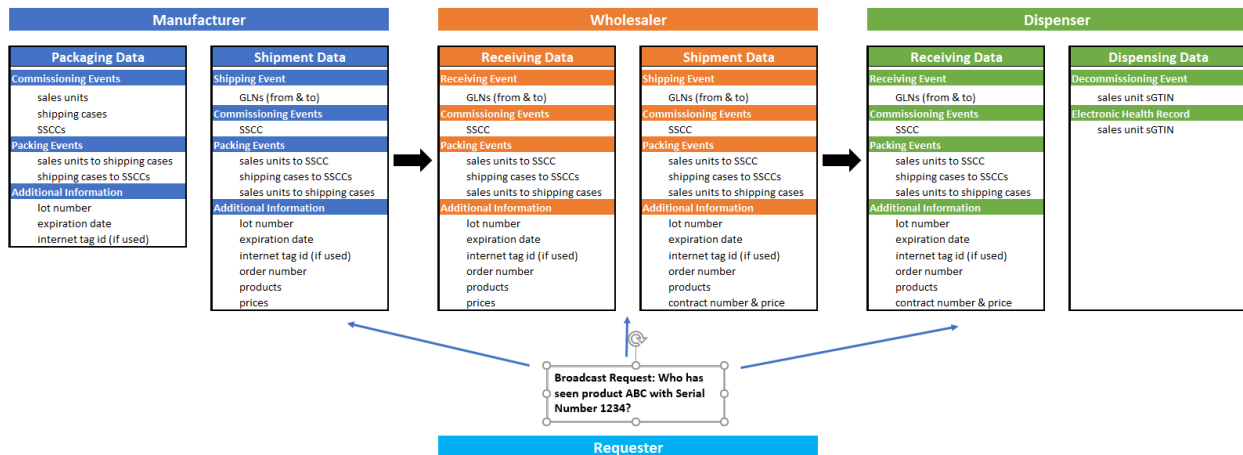 Manufacturer
Packaging Data
Commissioning Events
sales units
shipping cases
SSCCs
Packing Events
sales units to shipping cases
shipping cases to SSCCs
Additional Information
lot number
expiration date
internet tag id (if used)
Shipment Data
Shipping Event
GLNs (from & to)
Commissioning Events
SSCC
Packing Events
sales units to SSCC
shipping cases to SSCCs
sales units to shipping cases
Additional Information
lot number
expiration date
internet tag id (if used)
order number
products
prices
Wholesaler
Receiving Data
Receiving Event
GLNs (from & to)
Commissioning Events
SSCC
Packing Events
sales units to SSCC
shipping cases to SSCCs
sales units to shipping cases
Additional Information
lot number
expiration date
internet tag id (if used)
order number
products
prices
Shipment Data
Shipping Event
GLNs (from & to)
Commissioning Events
SSCC
Packing Events
sales units to SSCC
shipping cases to SSCCs
sales units to shipping cases
Additional Information
lot number
expiration date
internet tag id (if used)
order number
products
contract number & price
Dispenser
Receiving Data
Receiving Event
GLNs (from & to)
Commissioning Events
SSCC
Packing Events
sales units to SSCC
shipping cases to SSCCs
sales units to shipping cases
Additional Information
lot number
expiration date
internet tag id (if used)
order number
products
contract number & price
Dispensing Data
Decommissioning Event
sales unit sGTIN
Electronic Health Record
sales unit sGTIN
Broadcast Request: Who has
seen product ABC with Serial
Number 1234?
Requester